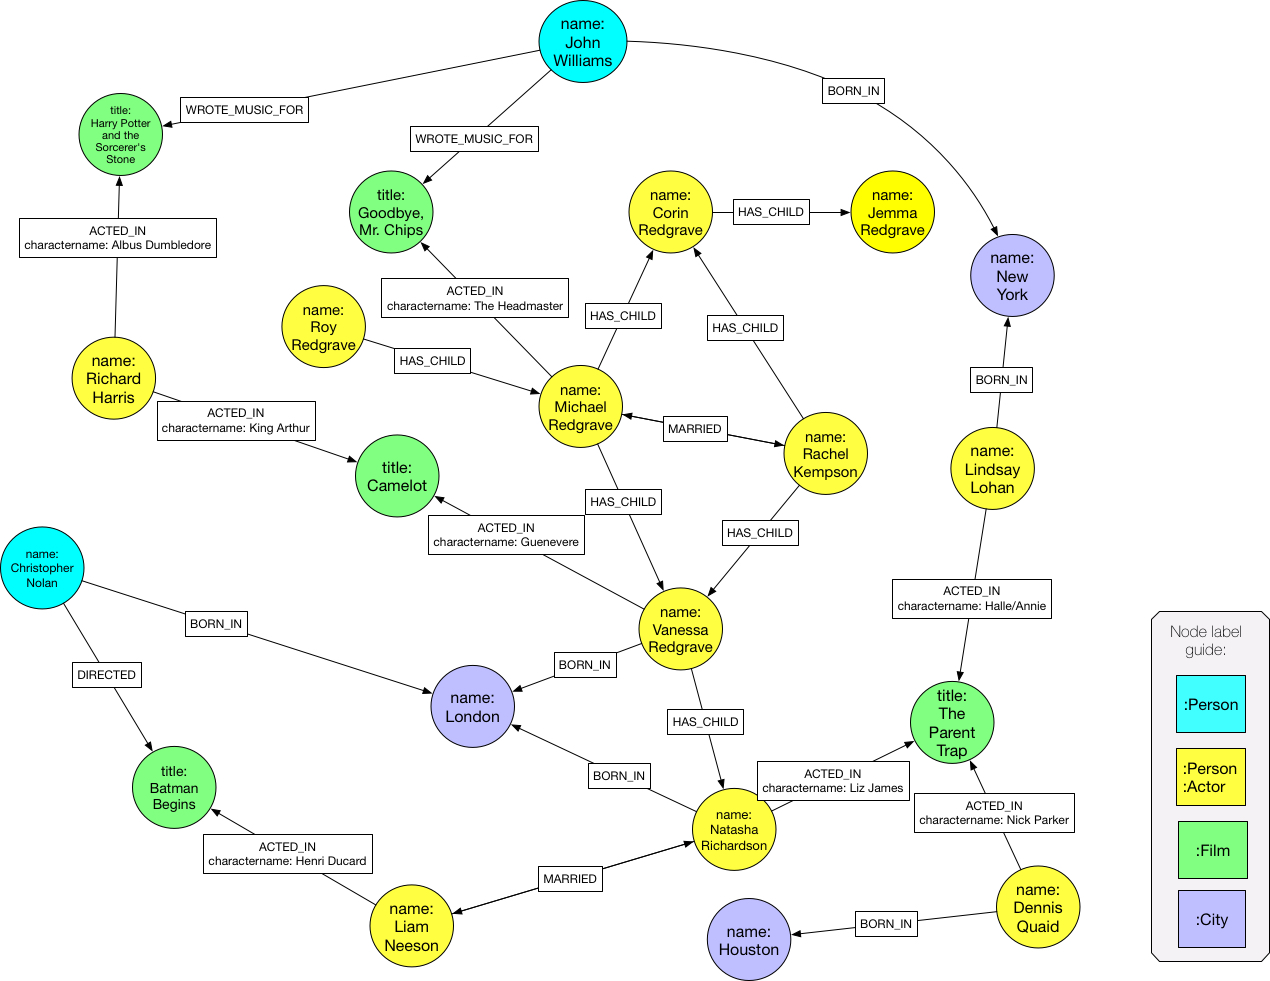 name:
John
Williams
BORN_IN
WROTE_MUSIC_FOR
title:
Harry Potter
and the
Sorcerer's
Stone
WROTE_MUSIC_FOR
title:
Goodbye,
Mr. Chips
name:
Corin
Redgrave
HAS_CHILD
name:
Jemma
Redgrave
ACTED_IN
charactername: Albus Dumbledore
name:
New
York
ACTED_IN
charactername: The Headmaster
name:
Roy
Redgrave
HAS_CHILD
HAS_CHILD
HAS_CHILD
name:
Richard
Harris
name:
Michael
Redgrave
BORN_IN
ACTED_IN
charactername: King Arthur
MARRIED
name:
Rachel
Kempson
name:
Lindsay
Lohan
title:
Camelot
HAS_CHILD
ACTED_IN
charactername: Guenevere
HAS_CHILD
name:
Christopher
Nolan
ACTED_IN
charactername: Halle/Annie
BORN_IN
name:
Vanessa
Redgrave
BORN_IN
DIRECTED
name:
London
HAS_CHILD
title:
The
Parent
Trap
title:
Batman
Begins
BORN_IN
ACTED_IN
charactername: Liz James
ACTED_IN
charactername: Nick Parker
name:
Natasha
Richardson
ACTED_IN
charactername: Henri Ducard
MARRIED
name:
Liam
Neeson
name:
Houston
BORN_IN
name:
Dennis
Quaid
Node label
guide:
:Person
:Person
:Actor
:Film
:City